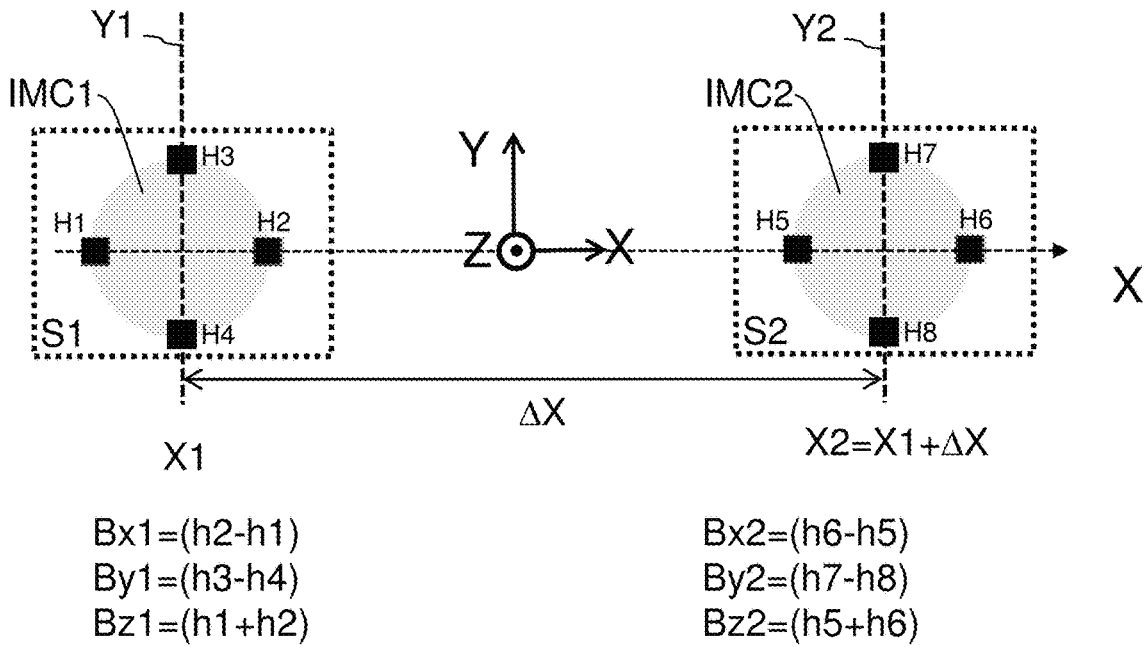 Y1
Y2
IMC1
IMC2
H3
H7
Y
H1
H2
H5
H6
Z
X
X
S1
H4
S2
H8
ΔX
X1
X2=X1+ΔX
Bx1=(h2-h1)
By1=(h3-h4)
Bz1=(h1+h2)
Bx2=(h6-h5)
By2=(h7-h8)
Bz2=(h5+h6)